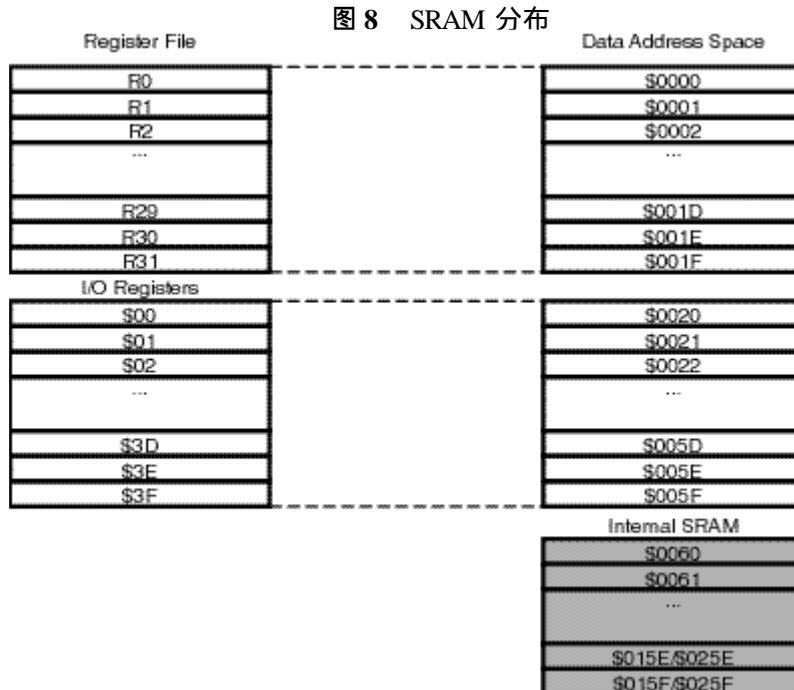 图 8 SRAM 分布
Register File
Data Address Space
R0
$0000
R1
$0001
R2
$0002
...
...
R29
$001D
R30
$001E
R31
$001F
I/O Registers
$00
$0020
$01
$0021
$02
$0022
...
...
$3D
$005D
$3E
$005E
$3F
$005F
Internal SRAM
$0060
$0061
...
$015E/$025E
$015F/$025F